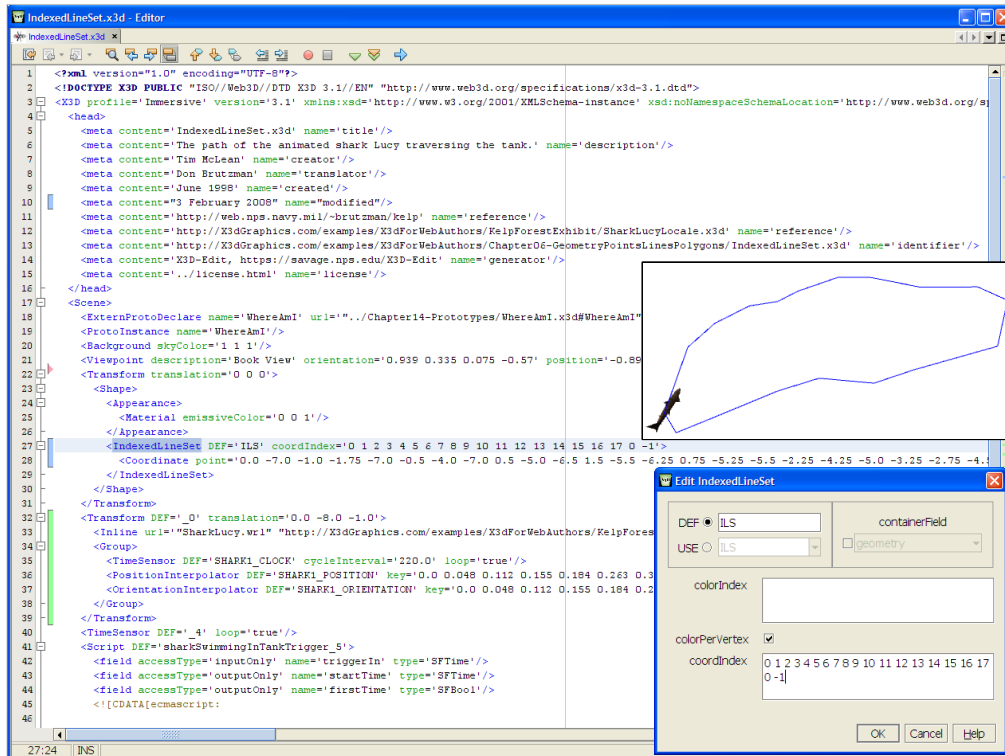 IndexedLineSet.x3d - Editor
IndexedLineSet.x3d
1 <?xml version="1.0" encoding="UTF-8"?>
2 <!DOCTYPE X3D PUBLIC "ISO//Web3D//DTD X3D 3.1//EN" "http://www.web3d.org/specifications/x3d-3.1.dtd">
3 <X3D profile='Immersive' version='3.1' xmlns:xsd='http://www.w3.org/2001/XMLSchema-instance' xsd:noNamespaceSchemaLocation='http://www.web3d.org/sp
4 <head>
5 <meta content='IndexedLineSet.x3d' name='title'/>
6 <meta content='The path of the animated shark Lucy traversing the tank.' name='description'/>
7 <meta content='Tim McLean' name='creator'/>
8 <meta content='Don Brutzman' name='translator'/>
9 <meta content='June 1998' name='created'/>
10 <meta content="3 February 2008" name="modified"/>
11 <meta content='http://web.nps.navy.mil/~brutzman/kelp' name='reference'/>
12 <meta content='http://X3dGraphics.com/examples/X3dForWebAuthors/KelpForestExhibit/SharkLucyLocale.x3d' name='reference'/>
13 <meta content='http://X3dGraphics.com/examples/X3dForWebAuthors/Chapter06-GeometryPointsLinesPolygons/IndexedLineSet.x3d' name='identifier'/>
14 <meta content='X3D-Edit, https://savage.nps.edu/X3D-Edit' name='generator'/>
15 <meta content='../license.html' name='license'/>
16 </head>
17 <Scene>
18 <ExternProtoDeclare name='WhereAmI' url='"../Chapter14-Prototypes/WhereAmI.x3d#WhereAmI"
19 <ProtoInstance name='WhereAmI'/>
20 <Background skyColor='1 1 1'/>
21 <Viewpoint description='Book View' orientation='0.939 0.335 0.075 -0.57' position='-0.89
22 <Transform translation='0 0 0'>
23 <Shape>
24 <Appearance>
25 <Material emissiveColor='0 0 1'/>
26 </Appearance>
27 <IndexedLineSet DEF='ILS' coordIndex='0 1 2 3 4 5 6 7 8 9 10 11 12 13 14 15 16 17 0 -1'>
28 <Coordinate point='0.0 -7.0 -1.0 -1.75 -7.0 -0.5 -4.0 -7.0 0.5 -5.0 -6.5 1.5 -5.5 -6.25 0.75 -5.25 -5.5 -2.25 -4.25 -5.0 -3.25 -2.75 -4.
29 </IndexedLineSet>
30 </Shape>
31 </Transform>
32 <Transform DEF='_0' translation='0.0 -8.0 -1.0'>
33 <Inline url='"SharkLucy.wrl" "http://X3dGraphics.com/examples/X3dForWebAuthors/KelpFores
34 <Group>
35 <TimeSensor DEF='SHARK1_CLOCK' cycleInterval='220.0' loop='true'/>
36 <PositionInterpolator DEF='SHARK1_POSITION' key='0.0 0.048 0.112 0.155 0.184 0.263 0.3
37 <OrientationInterpolator DEF='SHARK1_ORIENTATION' key='0.0 0.048 0.112 0.155 0.184 0.2
38 </Group>
39 </Transform>
40 <TimeSensor DEF='_4' loop='true'/>
41 <Script DEF='sharkSwimmingInTankTrigger_5'>
42 <field accessType='inputOnly' name='triggerIn' type='SFTime'/>
43 <field accessType='outputOnly' name='startTime' type='SFTime'/>
44 <field accessType='outputOnly' name='firstTime' type='SFBool'/>
45 <![CDATA[ecmascript:
46
27:24 INS
Edit IndexedLineSet
DEF ILS
USE ILS
containerField
geometry
colorIndex
colorPerVertex
coordIndex
0 1 2 3 4 5 6 7 8 9 10 11 12 13 14 15 16 17
0 -1
OK Cancel Help